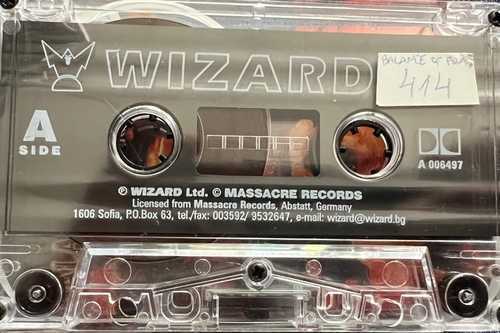 WIZARD
BALANCE OF POWER
414
A
SIDE
A 006497
℗ WIZARD Ltd. © MASSACRE RECORDS
Licensed from Massacre Records, Abstatt, Germany
1606 Sofia, P.O.Box 63, tel./fax: 003592/ 9532647, e-mail: wizard@wizard.bg